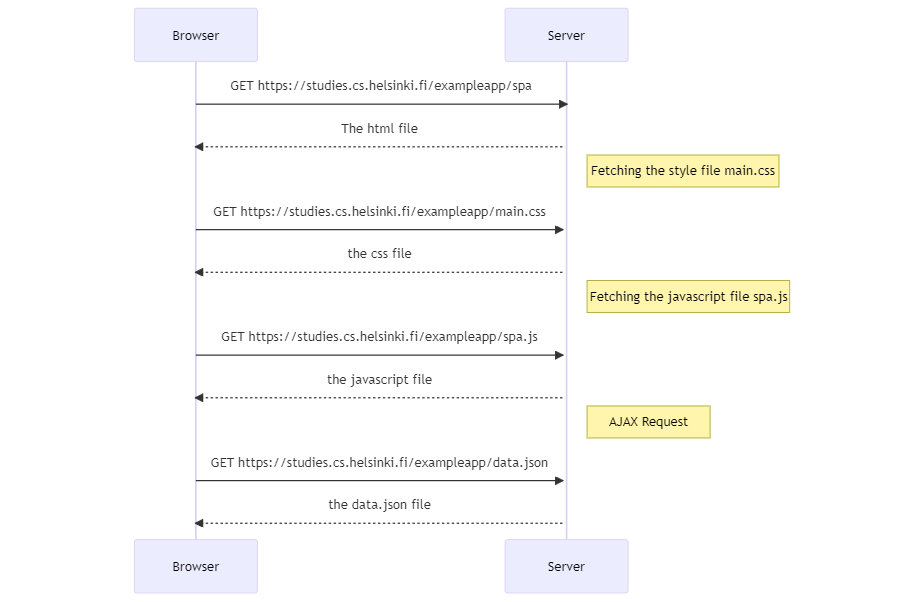 Browser
Server
GET https://studies.cs.helsinki.fi/exampleapp/spa
The html file
Fetching the style file main.css
GET https://studies.cs.helsinki.fi/exampleapp/main.css
the css file
Fetching the javascript file spa.js
GET https://studies.cs.helsinki.fi/exampleapp/spa.js
the javascript file
AJAX Request
GET https://studies.cs.helsinki.fi/exampleapp/data.json
the data.json file
Browser
Server